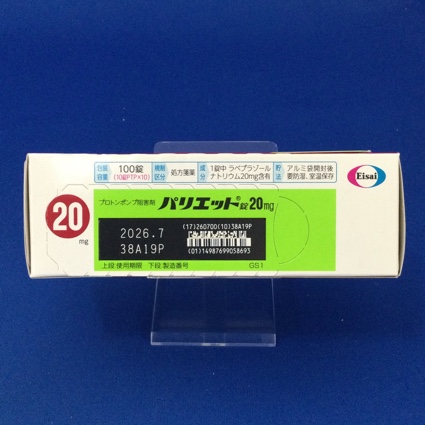 包装容量 100錠 (10錠PTP×10) 規制区分 処方箋薬 成分 1錠中 ラベプラゾールナトリウム20mg含有 貯法 アルミ袋開封後要防湿、室温保存
Eisai
20 mg
プロトンポンプ阻害剤 パリエット®錠20mg
2026.7
38A19P
(17)260700(10)38A19P
(01)14987699058693
上段:使用期限 下段:製造番号
GS1